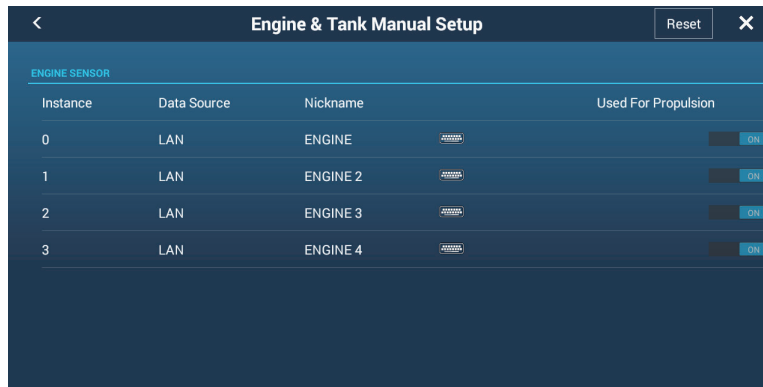 Engine & Tank Manual Setup Reset
ENGINE SENSOR
Instance Data Source Nickname Used For Propulsion
0 LAN ENGINE ON
1 LAN ENGINE 2 ON
2 LAN ENGINE 3 ON
3 LAN ENGINE 4 ON